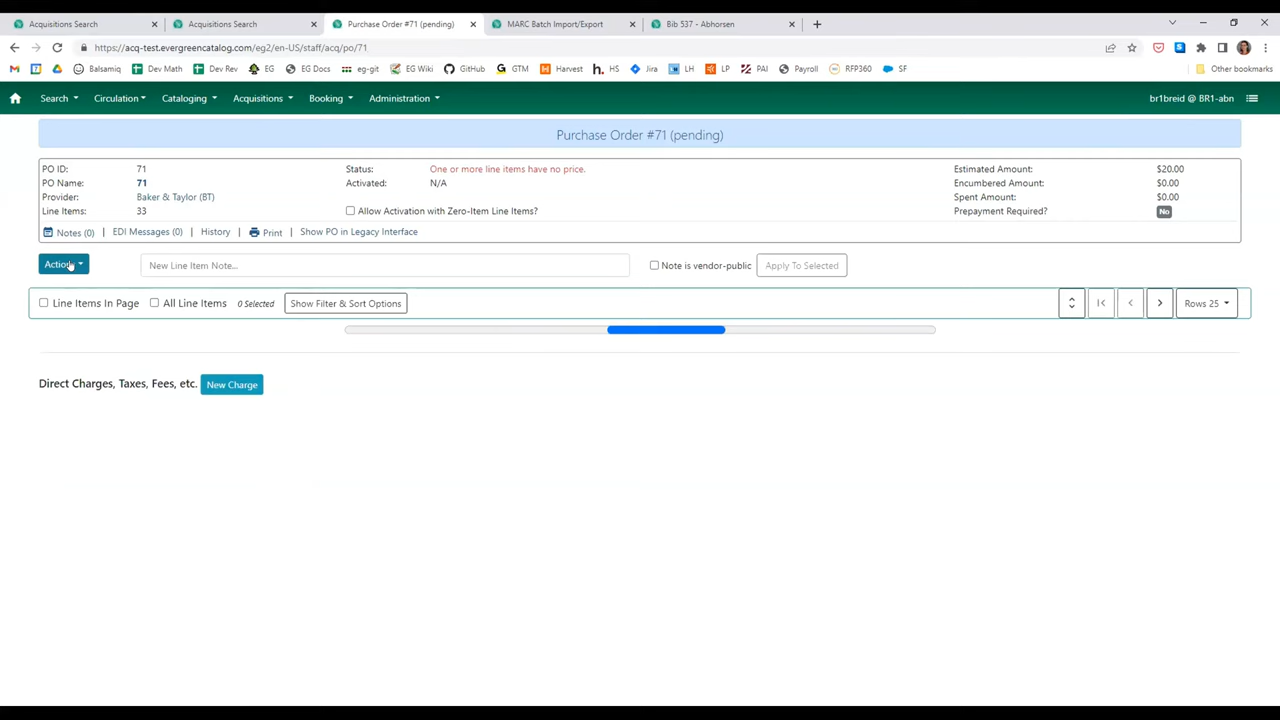 Acquisitions Search
Acquisitions Search
Purchase Order #71 (pending)
MARC Batch Import/Export
Bib 537 - Abhorsen
https://acq-test.evergreencatalog.com/eg2/en-US/staff/acq/po/71
Balsamiq
Dev Math
Dev Rev
EG
EG Docs
eg-git
EG Wiki
GitHub
GTM
Harvest
HS
Jira
LH
LP
PAI
Payroll
RFP360
SF
Other bookmarks
Search
Circulation
Cataloging
Acquisitions
Booking
Administration
br1breid @ BR1-abn
Purchase Order #71 (pending)
PO ID: 71
Status: One or more line items have no price.
Estimated Amount: $20.00
PO Name: 71
Activated: N/A
Encumbered Amount: $0.00
Provider: Baker & Taylor (BT)
Spent Amount: $0.00
Line Items: 33
Allow Activation with Zero-Item Line Items?
Prepayment Required? No
Notes (0) | EDI Messages (0) | History | Print | Show PO in Legacy Interface
Actions
New Line Item Note...
Note is vendor-public
Apply To Selected
Line Items In Page
All Line Items
0 Selected
Show Filter & Sort Options
Rows 25
Direct Charges, Taxes, Fees, etc. New Charge